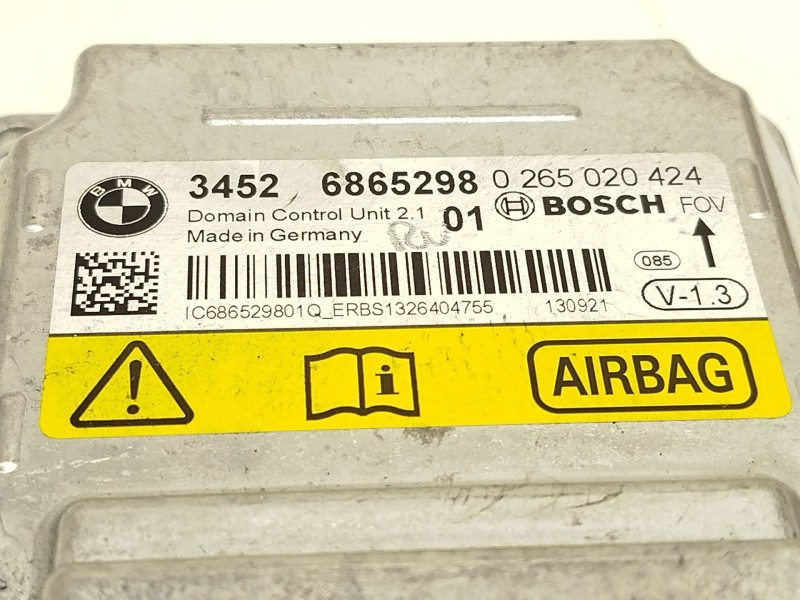 BMW
3452 6865298 0 265 020 424
Domain Control Unit 2.1 01 BOSCH FOV
Made in Germany
085
V-1.3
IC686529801Q_ERBS1326404755 130921
AIRBAG